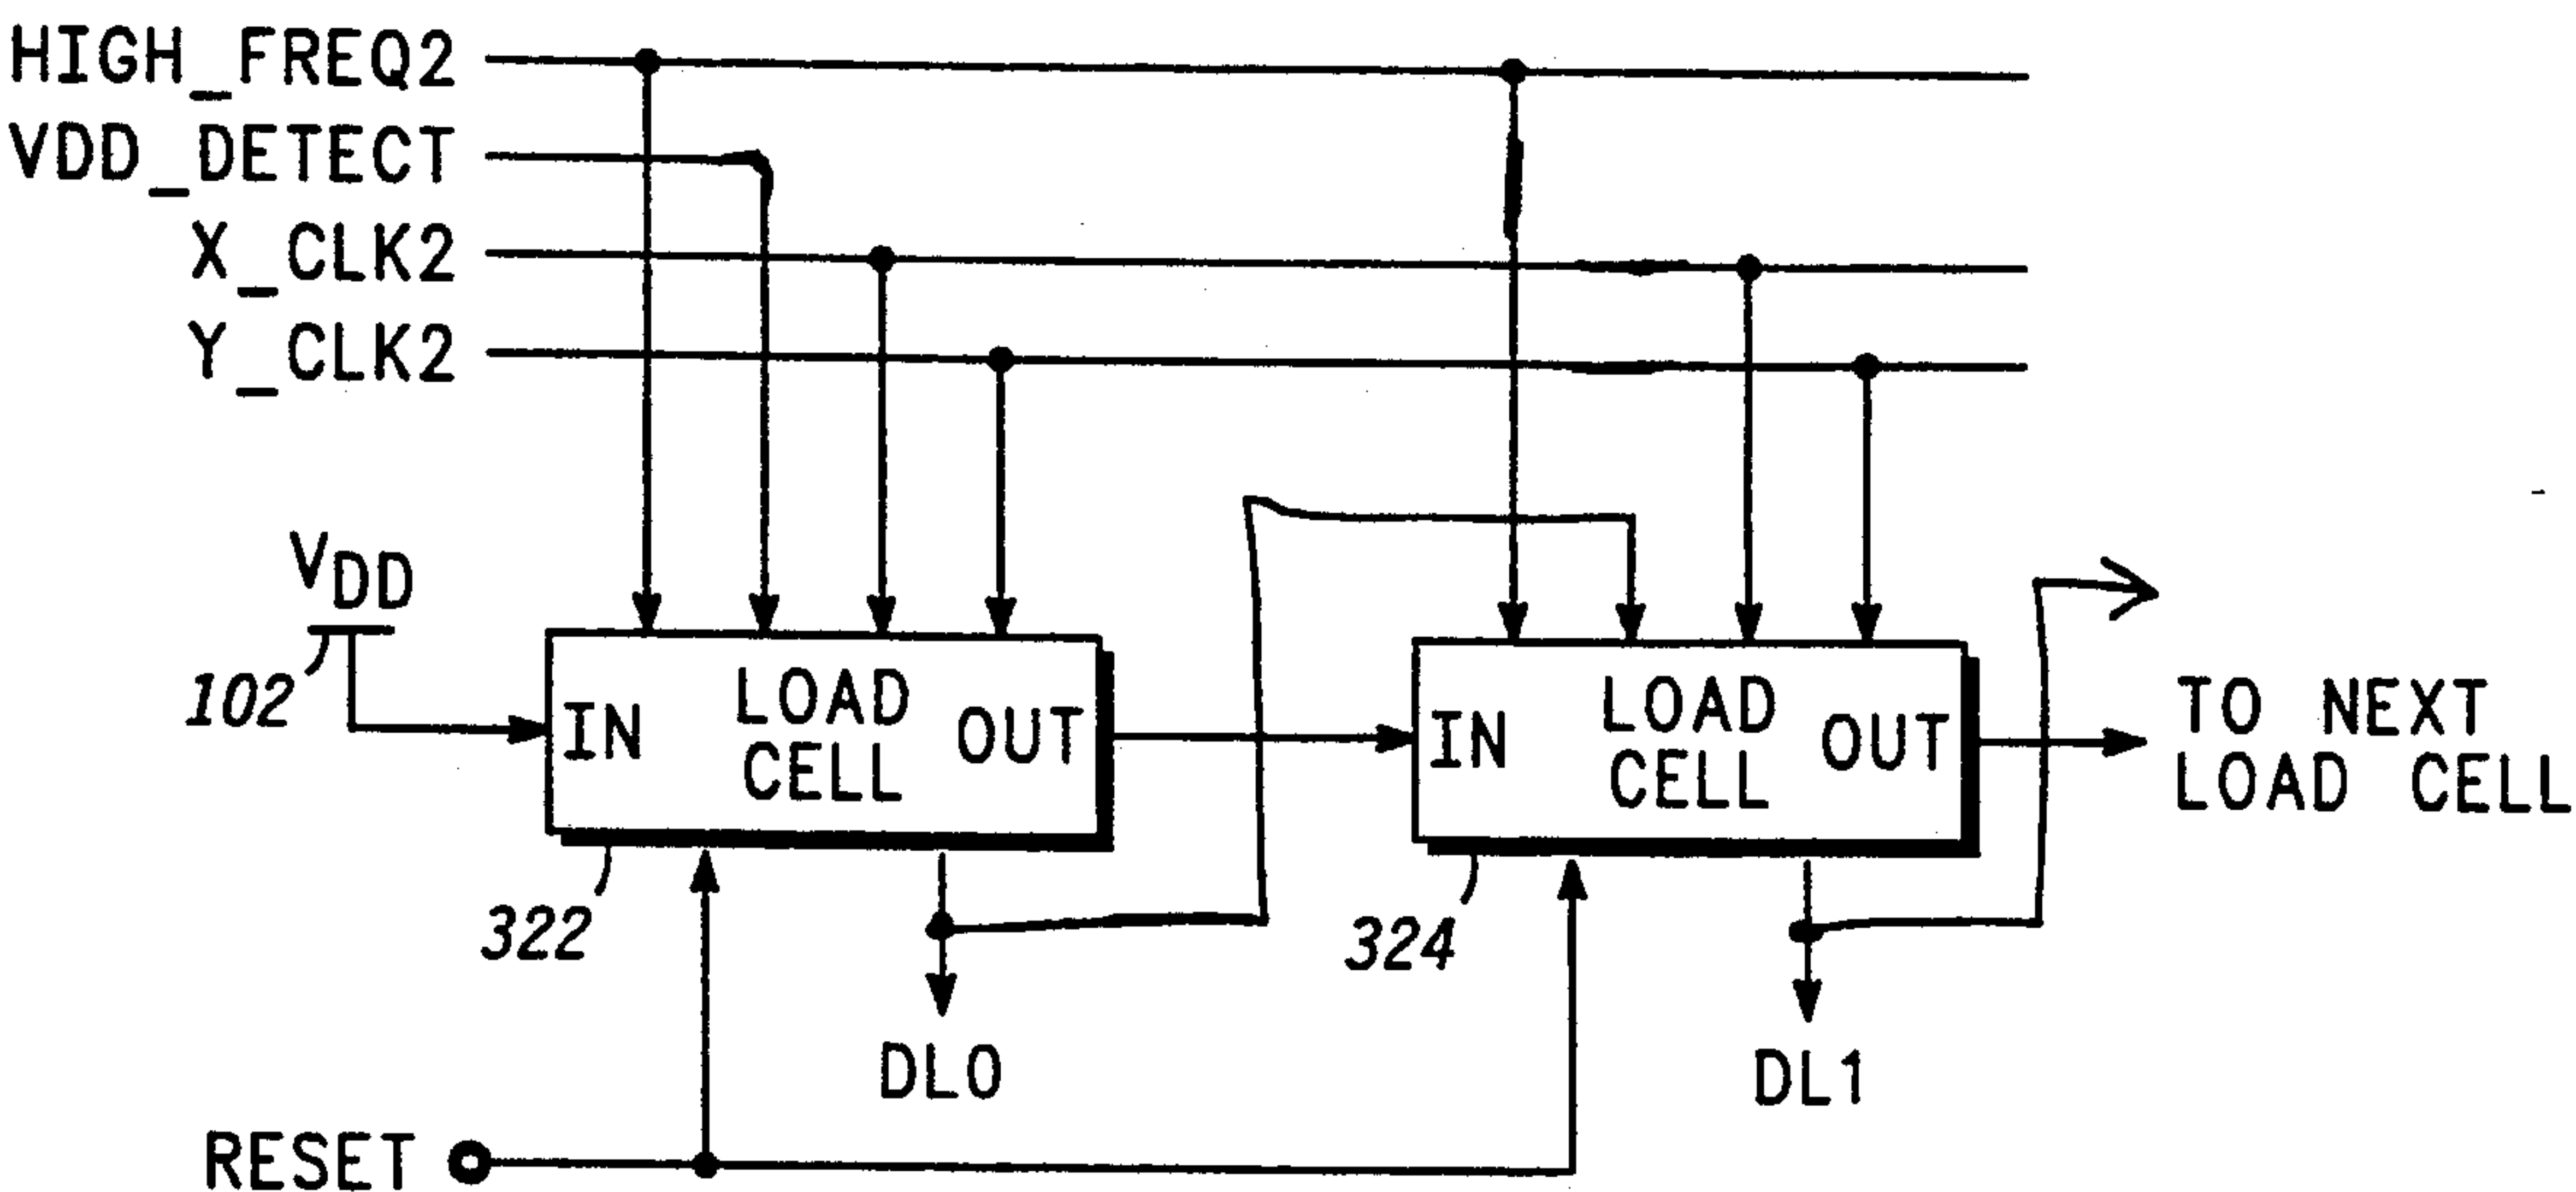 HIGH_FREQ2
VDD_DETECT
X_CLK2
Y_CLK2
VDD
102
IN
LOAD
CELL
OUT
322
IN
LOAD
CELL
OUT
324
TO NEXT
LOAD CELL
DL0
DL1
RESET